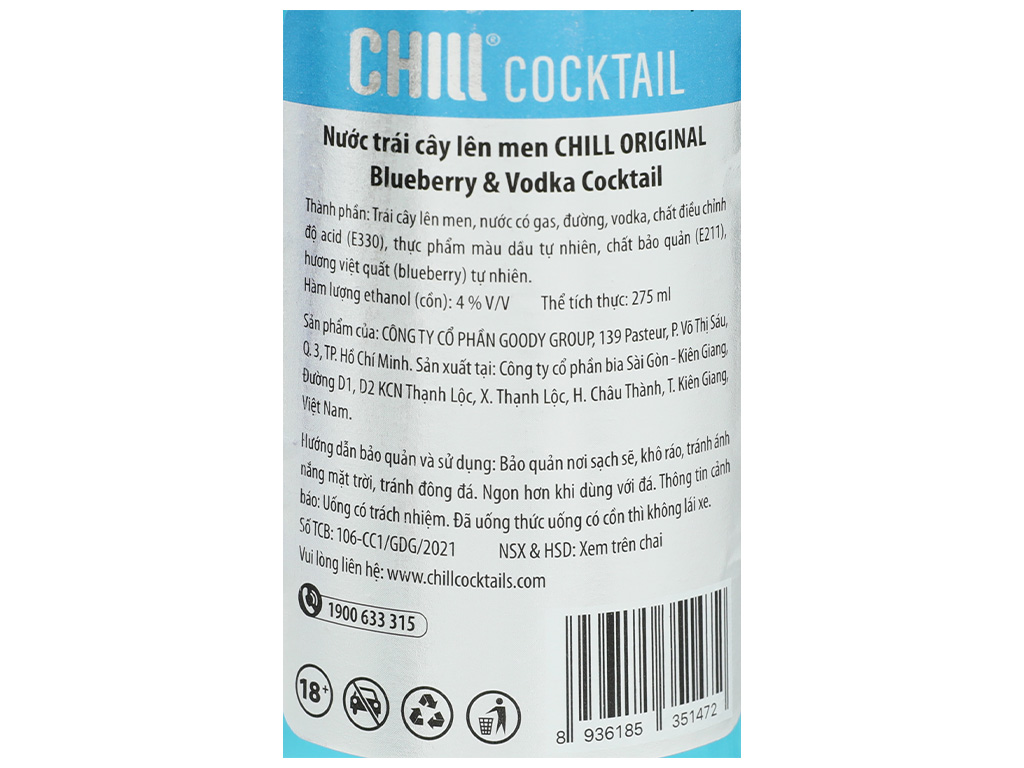 CHILL® COCKTAIL
Nước trái cây lên men CHILL ORIGINAL
Blueberry & Vodka Cocktail
Thành phần: Trái cây lên men, nước có gas, đường, vodka, chất điều chỉnh
độ acid (E330), thực phẩm màu dầu tự nhiên, chất bảo quản (E211),
hương việt quất (blueberry) tự nhiên.
Hàm lượng ethanol (cồn): 4 % V/V Thể tích thực: 275 ml
Sản phẩm của: CÔNG TY CỔ PHẦN GOODY GROUP, 139 Pasteur, P. Võ Thị Sáu,
Q. 3, TP. Hồ Chí Minh. Sản xuất tại: Công ty cổ phần bia Sài Gòn - Kiên Giang,
Đường D1, D2 KCN Thạnh Lộc, X. Thạnh Lộc, H. Châu Thành, T. Kiên Giang,
Việt Nam.
Hướng dẫn bảo quản và sử dụng: Bảo quản nơi sạch sẽ, khô ráo, tránh ánh
nắng mặt trời, tránh đông đá. Ngon hơn khi dùng với đá. Thông tin cảnh
báo: Uống có trách nhiệm. Đã uống thức uống có cồn thì không lái xe.
Số TCB: 106-CC1/GDG/2021 NSX & HSD: Xem trên chai
Vui lòng liên hệ: www.chillcocktails.com
1900 633 315
18+
8 936185 351472